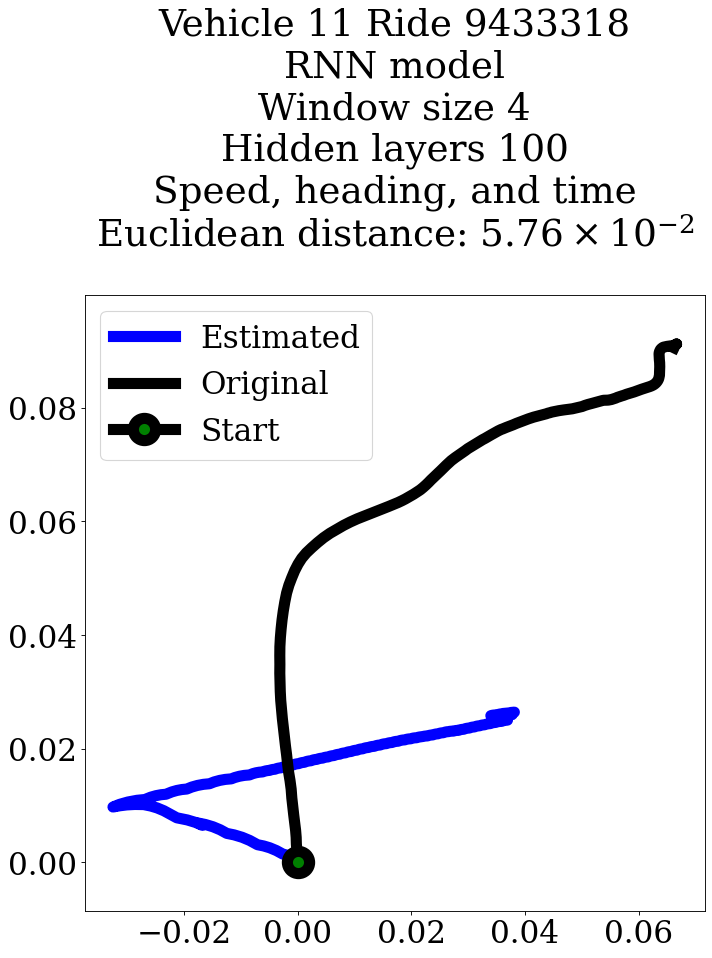 Vehicle 11 Ride 9433318
RNN model
Window size 4
Hidden layers 100
Speed, heading, and time
Euclidean distance: 5.76 × 10⁻²
Estimated
Original
Start
0.08
0.06
0.04
0.02
0.00
−0.02 0.00 0.02 0.04 0.06